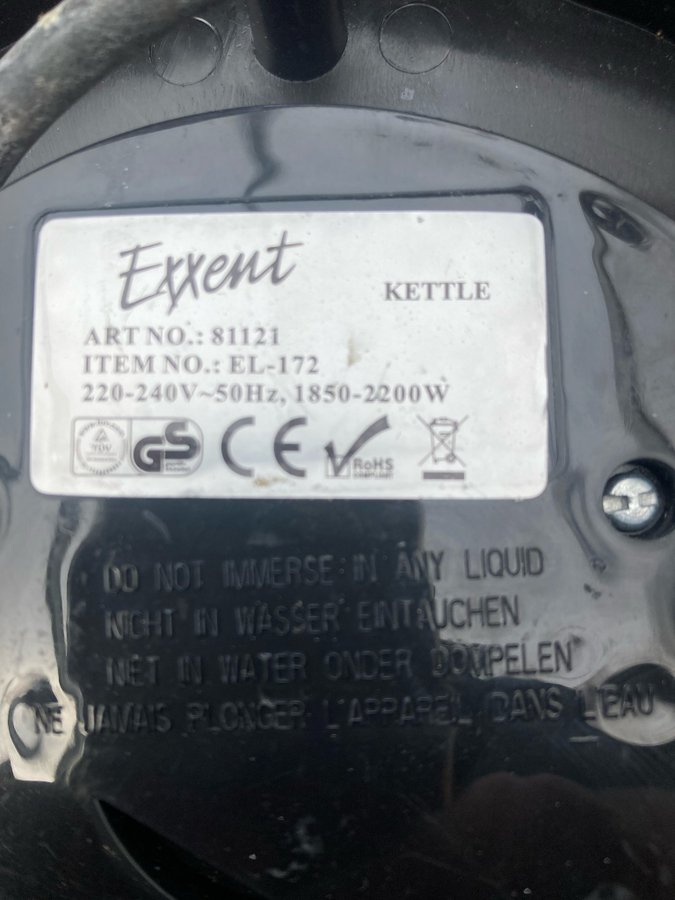 Exxent
KETTLE
ART NO.: 81121
ITEM NO.: EL-172
220-240V~50Hz, 1850-2200W
TÜV GS CE RoHS
COMPLIANT
DO NOT IMMERSE IN ANY LIQUID
NICHT IN WASSER EINTAUCHEN
NIET IN WATER ONDER DOMPELEN
NE JAMAIS PLONGER L'APPAREIL DANS L'EAU